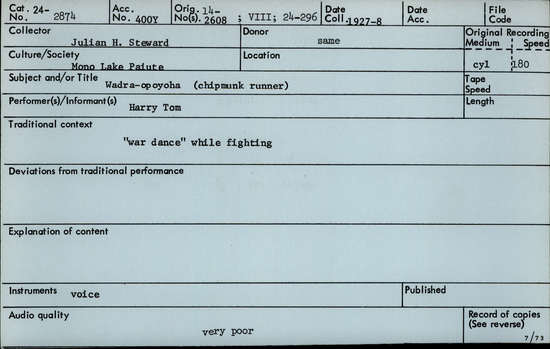 Cat. 24- Acc. Orig. 14- Date Date File
No. 2874 No. 400Y No(s). 2608 ; VIII; 24-296 Coll. 1927-8 Acc. Code
Collector Donor Original Recording
Julian H. Steward same Medium Speed
Culture/Society Location
Mono Lake Paiute cyl 180
Subject and/or Title Tape
Wadra-opoyoha (chipmunk runner) Speed
Performer(s)/Informant(s) Length
Harry Tom
Traditional context
"war dance" while fighting
Deviations from traditional performance
Explanation of content
Instruments voice Published
Audio quality Record of copies
(See reverse)
very poor
7/73